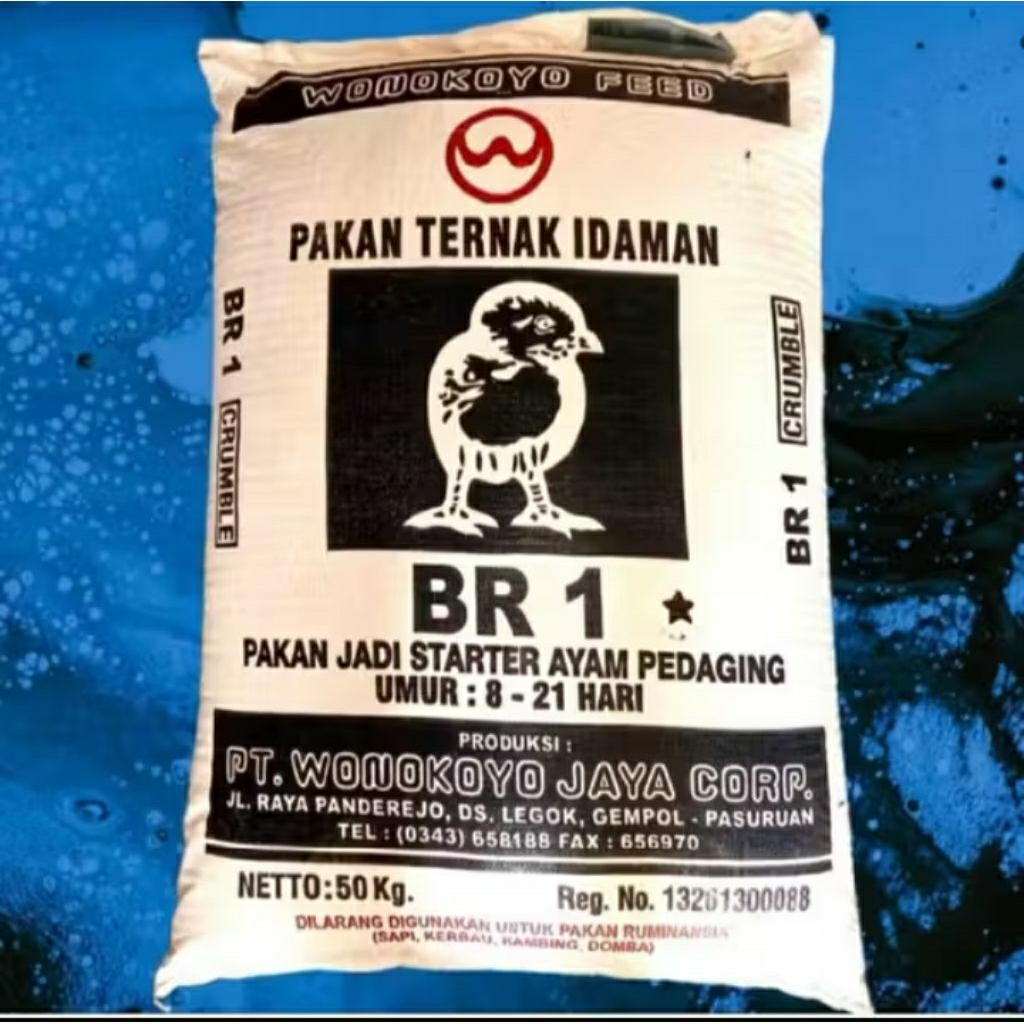 WONOKOYO FEED
PAKAN TERNAK IDAMAN
BR 1 CRUMBLE
BR 1 CRUMBLE
BR 1
PAKAN JADI STARTER AYAM PEDAGING
UMUR : 8 - 21 HARI
PRODUKSI :
PT. WONOKOYO JAYA CORP.
JL. RAYA PANDEREJO, DS. LEGOK, GEMPOL - PASURUAN
TEL : (0343) 658188 FAX : 656970
NETTO : 50 Kg.
Reg. No. 13261300088
DILARANG DIGUNAKAN UNTUK PAKAN RUMINANSIA
(SAPI, KERBAU, KAMBING, DOMBA)